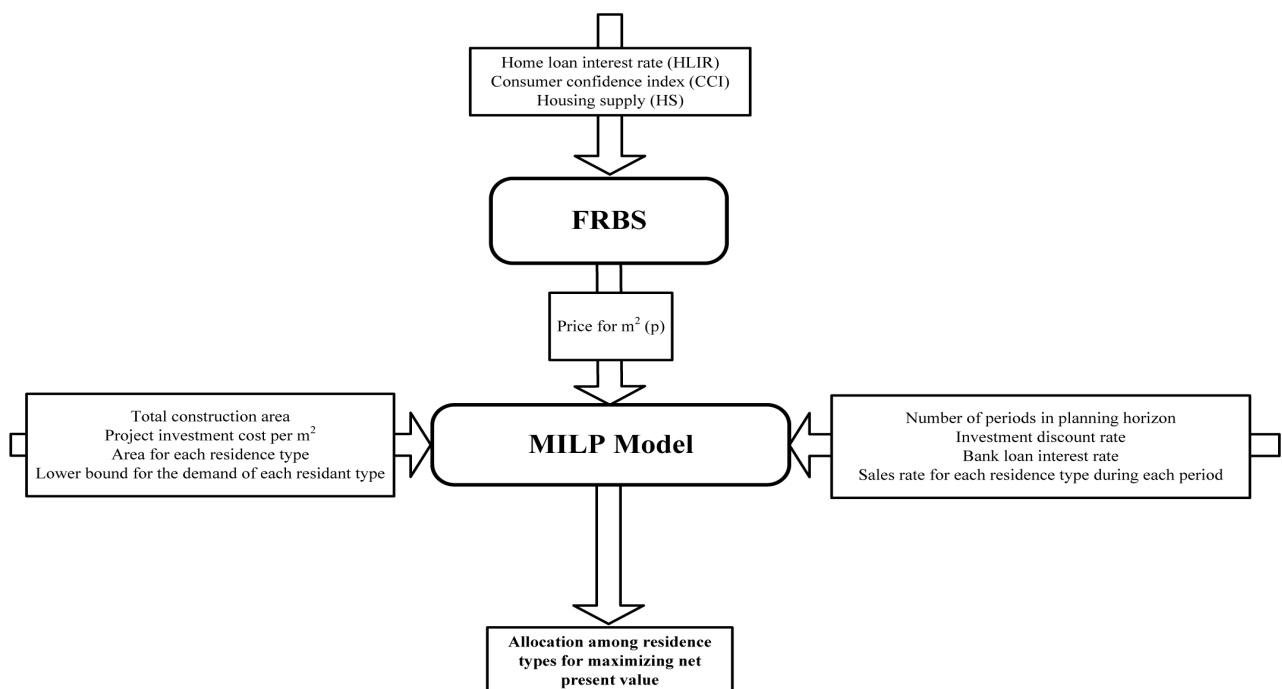 Home loan interest rate (HLIR)
Consumer confidence index (CCI)
Housing supply (HS)
FRBS
Price for m² (p)
Total construction area
Project investment cost per m²
Area for each residence type
Lower bound for the demand of each residant type
MILP Model
Number of periods in planning horizon
Investment discount rate
Bank loan interest rate
Sales rate for each residence type during each period
Allocation among residence
types for maximizing net
present value